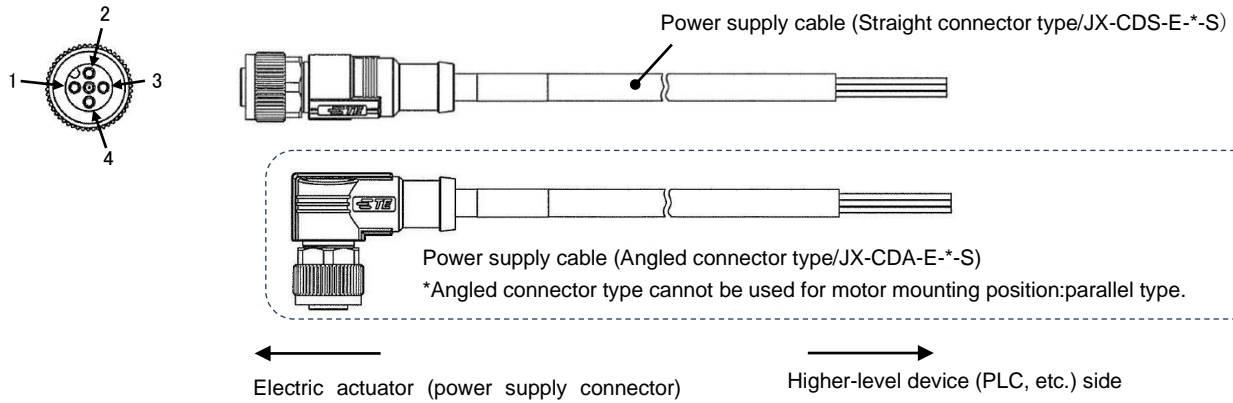 Power supply cable (Straight connector type/JX-CDS-E-*-S)
2
1
3
4
TE
TE
Power supply cable (Angled connector type/JX-CDA-E-*-S)
*Angled connector type cannot be used for motor mounting position:parallel type.
Electric actuator (power supply connector)
Higher-level device (PLC, etc.) side